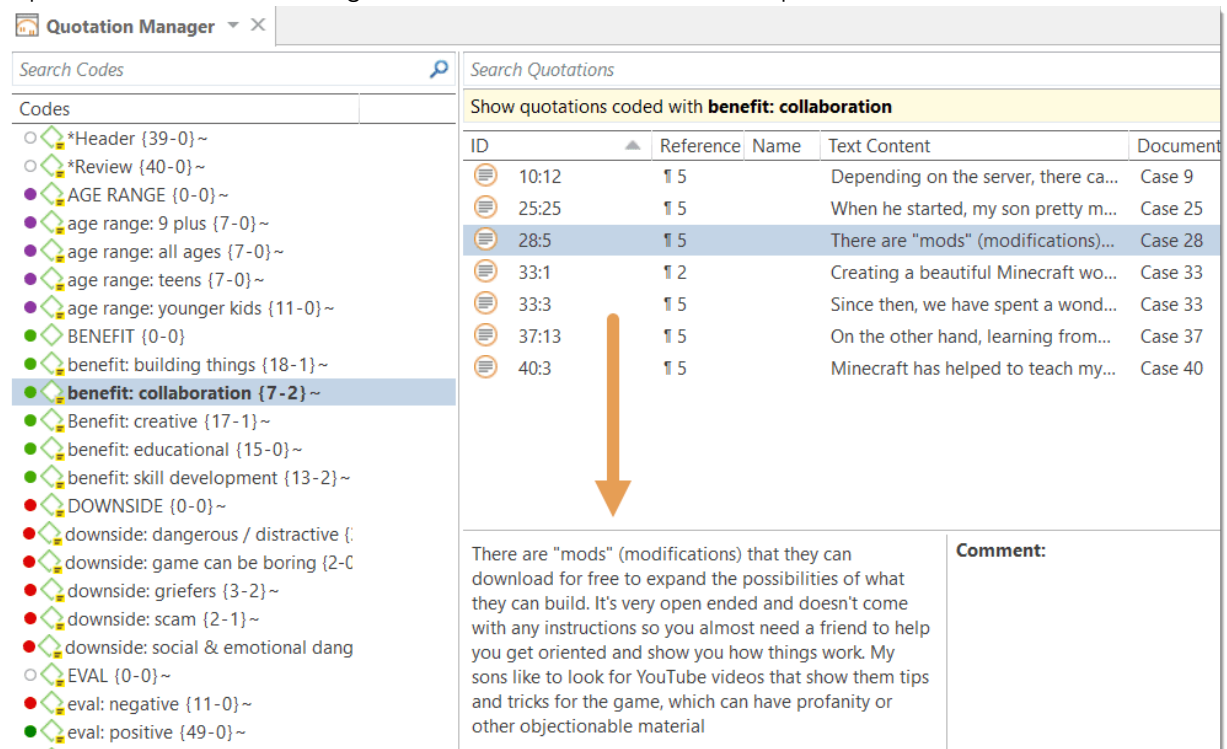 Quotation Manager
Search Codes
Codes
*Header {39-0}~
*Review {40-0}~
AGE RANGE {0-0}~
age range: 9 plus {7-0}~
age range: all ages {7-0}~
age range: teens {7-0}~
age range: younger kids {11-0}~
BENEFIT {0-0}
benefit: building things {18-1}~
benefit: collaboration {7-2}~
Benefit: creative {17-1}~
benefit: educational {15-0}~
benefit: skill development {13-2}~
DOWNSIDE {0-0}~
downside: dangerous / distractive {
downside: game can be boring {2-0
downside: griefers {3-2}~
downside: scam {2-1}~
downside: social & emotional dang
EVAL {0-0}~
eval: negative {11-0}~
eval: positive {49-0}~
Search Quotations
Show quotations coded with benefit: collaboration
ID Reference Name Text Content Document
10:12 ¶ 5 Depending on the server, there ca... Case 9
25:25 ¶ 5 When he started, my son pretty m... Case 25
28:5 ¶ 5 There are "mods" (modifications)... Case 28
33:1 ¶ 2 Creating a beautiful Minecraft wo... Case 33
33:3 ¶ 5 Since then, we have spent a wond... Case 33
37:13 ¶ 5 On the other hand, learning from... Case 37
40:3 ¶ 5 Minecraft has helped to teach my... Case 40
There are "mods" (modifications) that they can
download for free to expand the possibilities of what
they can build. It's very open ended and doesn't come
with any instructions so you almost need a friend to help
you get oriented and show you how things work. My
sons like to look for YouTube videos that show them tips
and tricks for the game, which can have profanity or
other objectionable material
Comment: